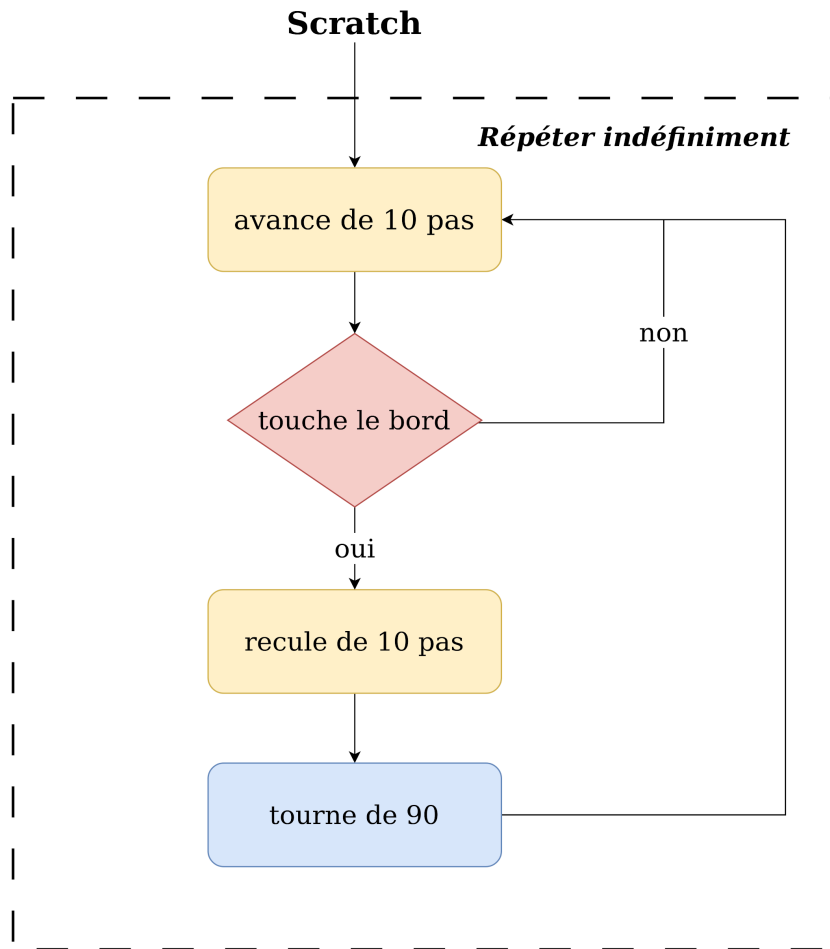 Scratch
Répéter indéfiniment
avance de 10 pas
non
touche le bord
oui
recule de 10 pas
tourne de 90